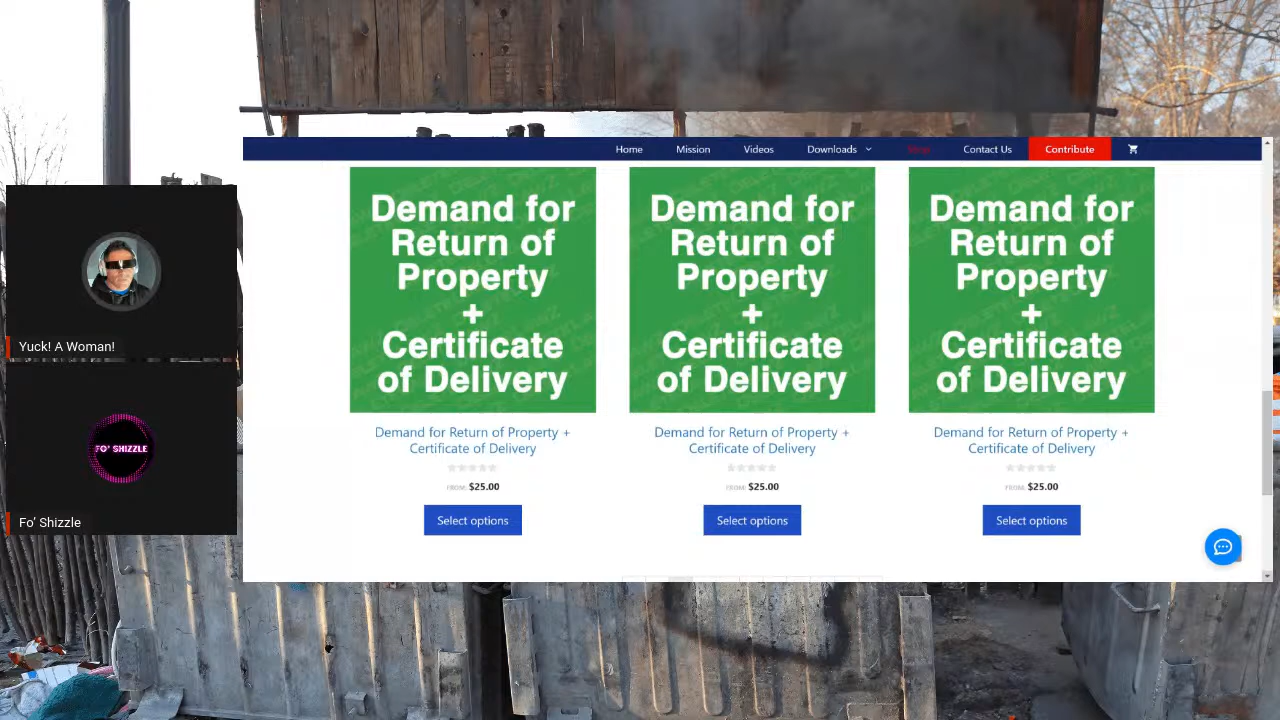 Home Mission Videos Downloads Shop Contact Us Contribute
Demand for
Return of
Property
+
Certificate
of Delivery
Demand for Return of Property +
Certificate of Delivery
FROM: $25.00
Select options
Demand for
Return of
Property
+
Certificate
of Delivery
Demand for Return of Property +
Certificate of Delivery
FROM: $25.00
Select options
Demand for
Return of
Property
+
Certificate
of Delivery
Demand for Return of Property +
Certificate of Delivery
FROM: $25.00
Select options
Yuck! A Woman!
FO' SHIZZLE
Fo' Shizzle